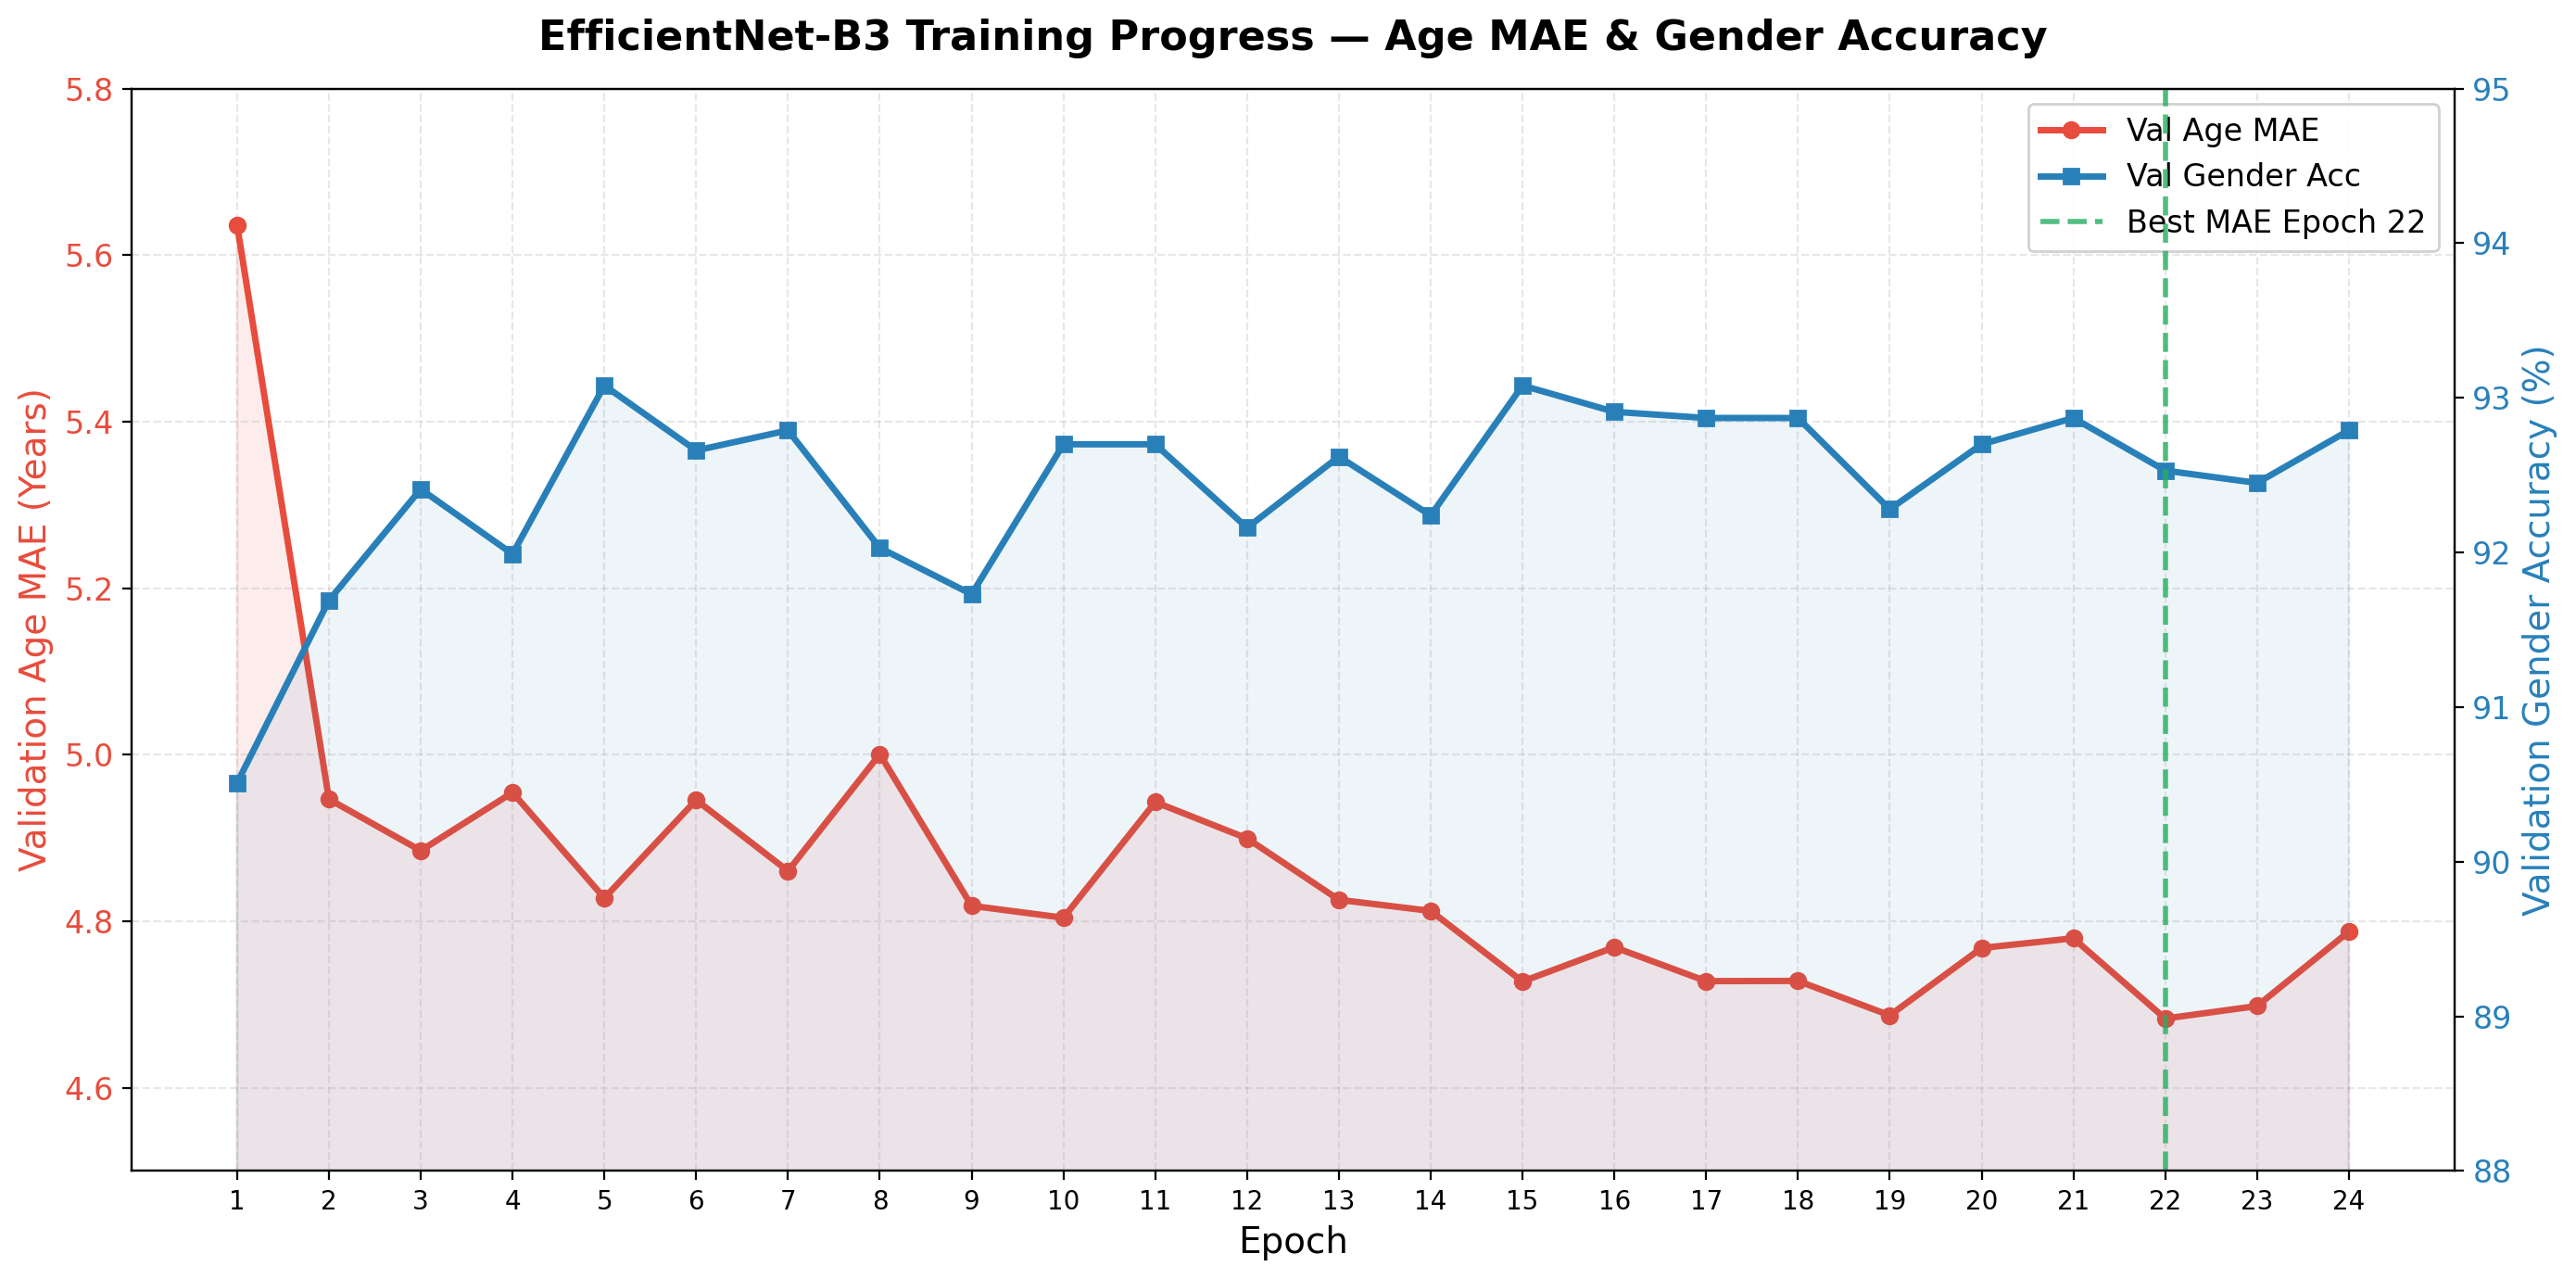 EfficientNet-B3 Training Progress — Age MAE & Gender Accuracy
Validation Age MAE (Years)
5.8
5.6
5.4
5.2
5.0
4.8
4.6
Val Age MAE
Val Gender Acc
Best MAE Epoch 22
95
94
93
92
91
90
89
88
Validation Gender Accuracy (%)
1 2 3 4 5 6 7 8 9 10 11 12 13 14 15 16 17 18 19 20 21 22 23 24
Epoch